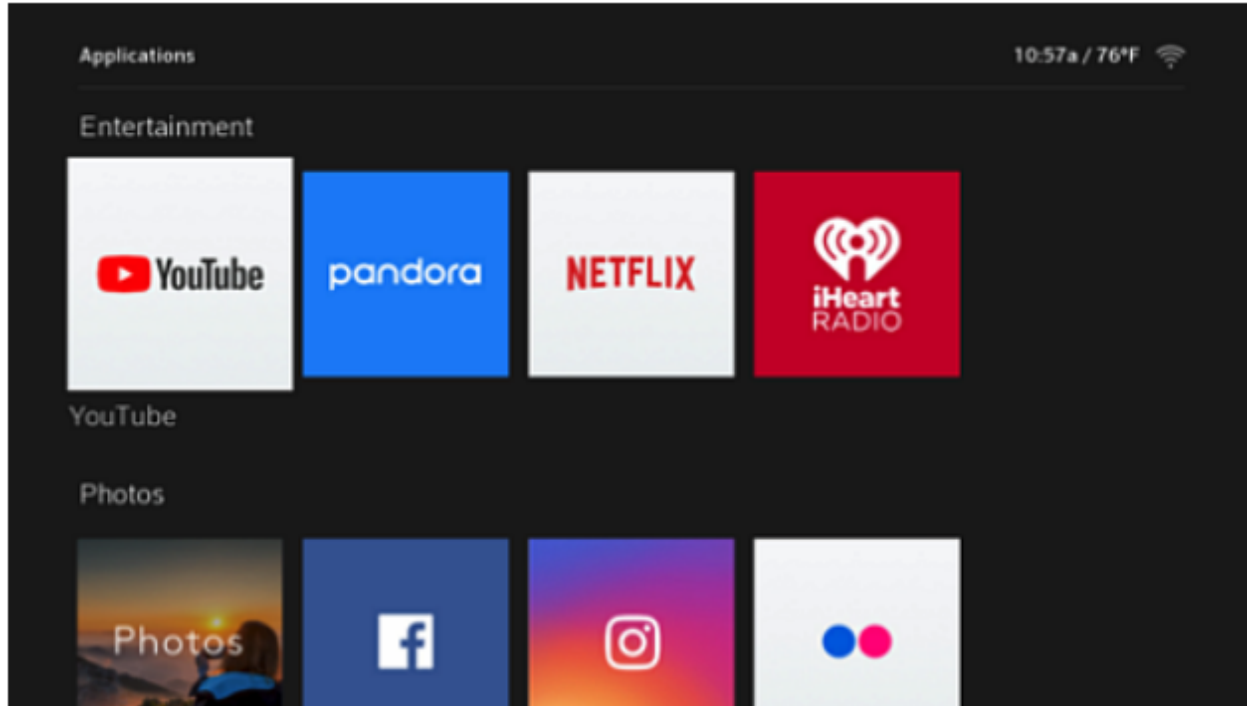 Applications
10:57a / 76°F
Entertainment
YouTube
pandora
NETFLIX
iHeart
RADIO
YouTube
Photos
Photos